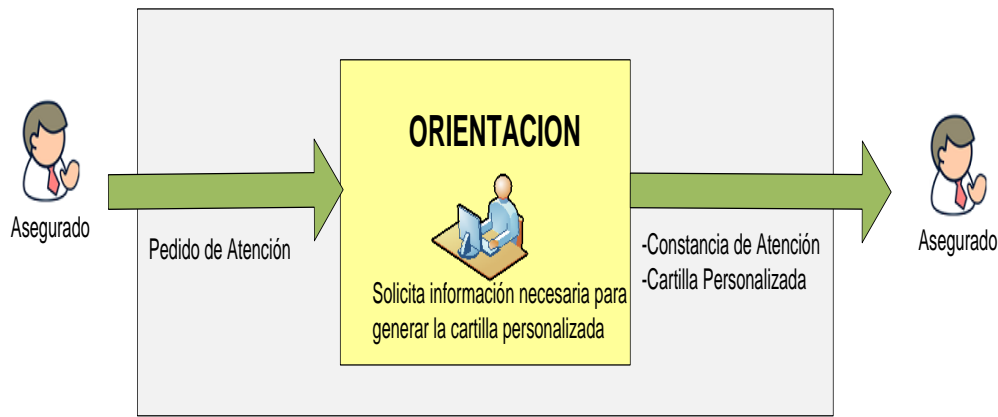 ORIENTACION
Asegurado
Pedido de Atención
Solicita información necesaria para
generar la cartilla personalizada
-Constancia de Atención
-Cartilla Personalizada
Asegurado